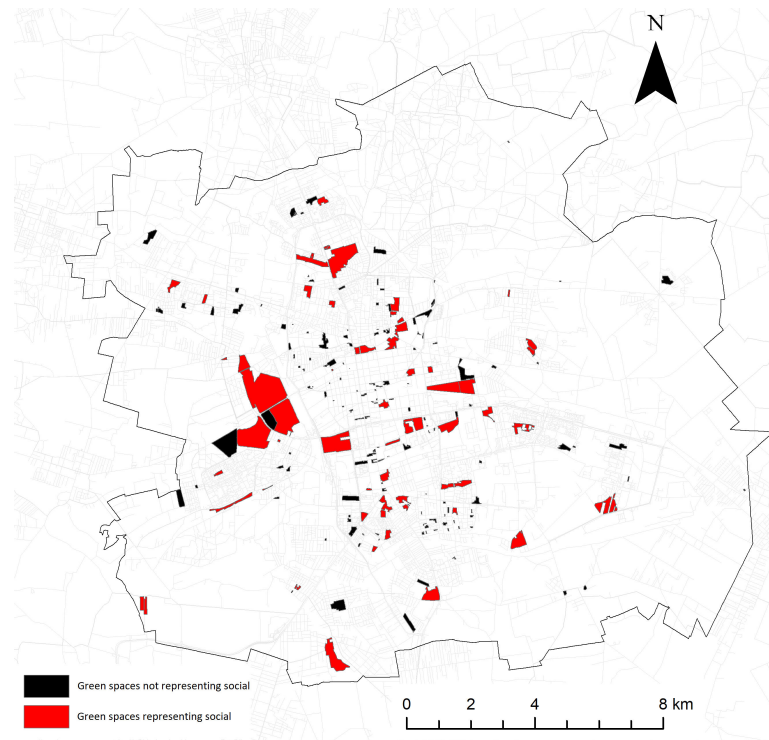 N
Green spaces not representing social
Green spaces representing social
0 2 4 8 km